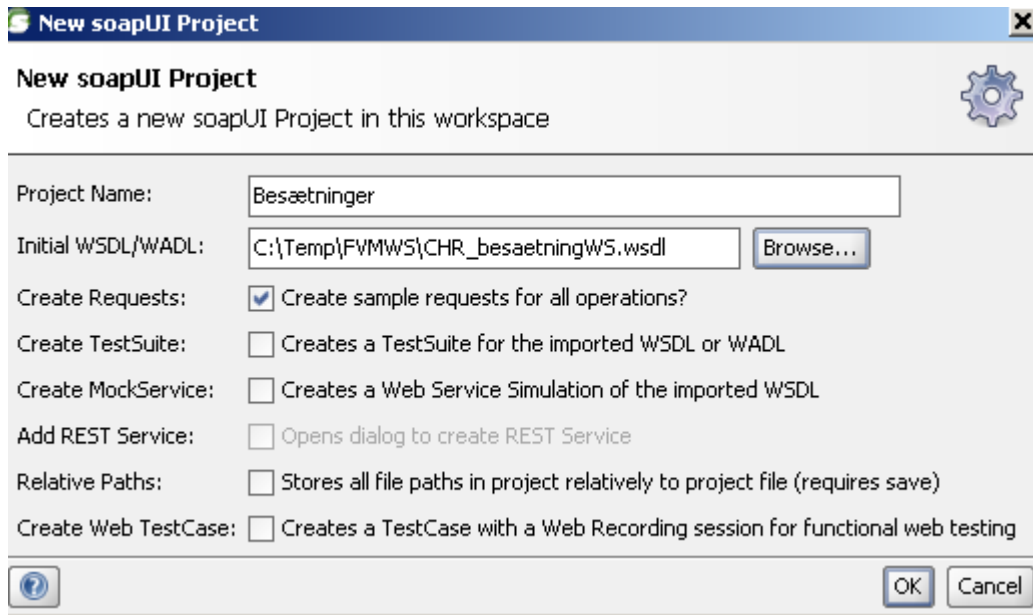 New soapUI Project
New soapUI Project
Creates a new soapUI Project in this workspace
Project Name: Besætninger
Initial WSDL/WADL: C:\Temp\FVMWS\CHR_besaetningWS.wsdl Browse...
Create Requests: Create sample requests for all operations?
Create TestSuite: Creates a TestSuite for the imported WSDL or WADL
Create MockService: Creates a Web Service Simulation of the imported WSDL
Add REST Service: Opens dialog to create REST Service
Relative Paths: Stores all file paths in project relatively to project file (requires save)
Create Web TestCase: Creates a TestCase with a Web Recording session for functional web testing
OK Cancel